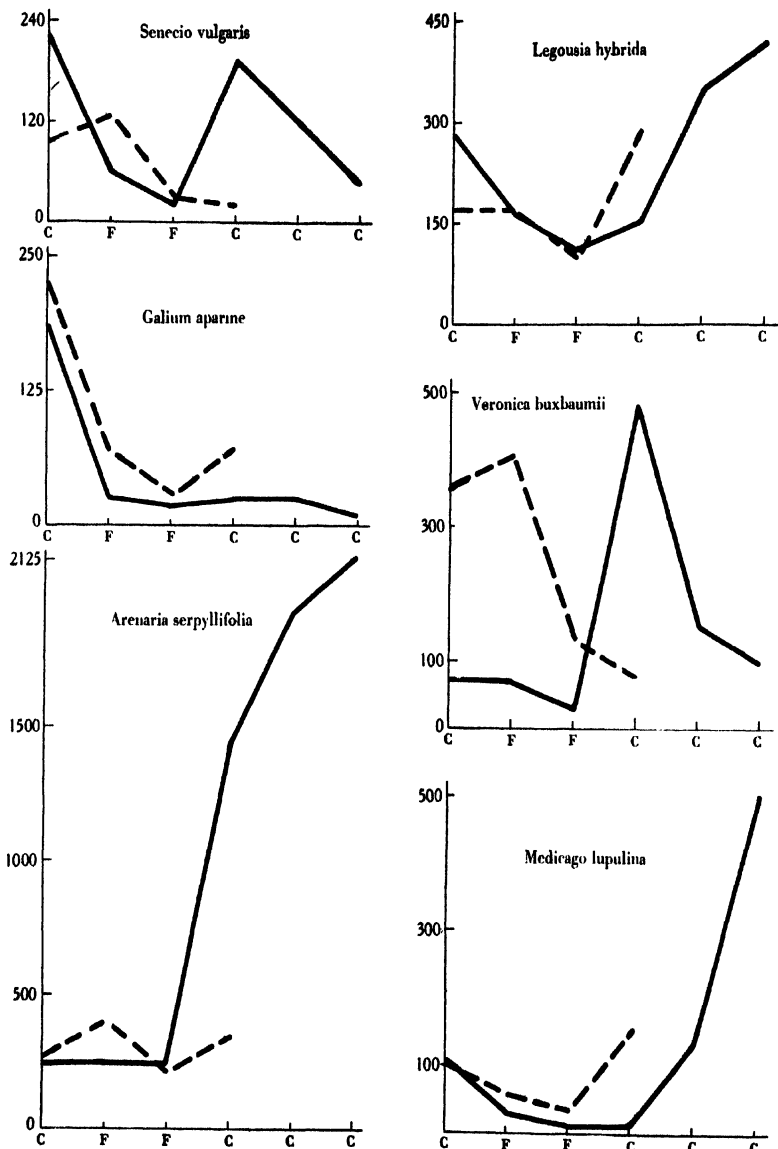 Senecio vulgaris
240
120
0
C F F C C C
Galium aparine
250
125
0
C F F C C C
Arenaria serpyllifolia
2125
1500
1000
500
0
C F F C C C
Legousia hybrida
450
300
150
0
C F F C C C
Veronica buxbaumii
500
300
100
0
C F F C C C
Medicago lupulina
500
300
100
C F F C C C